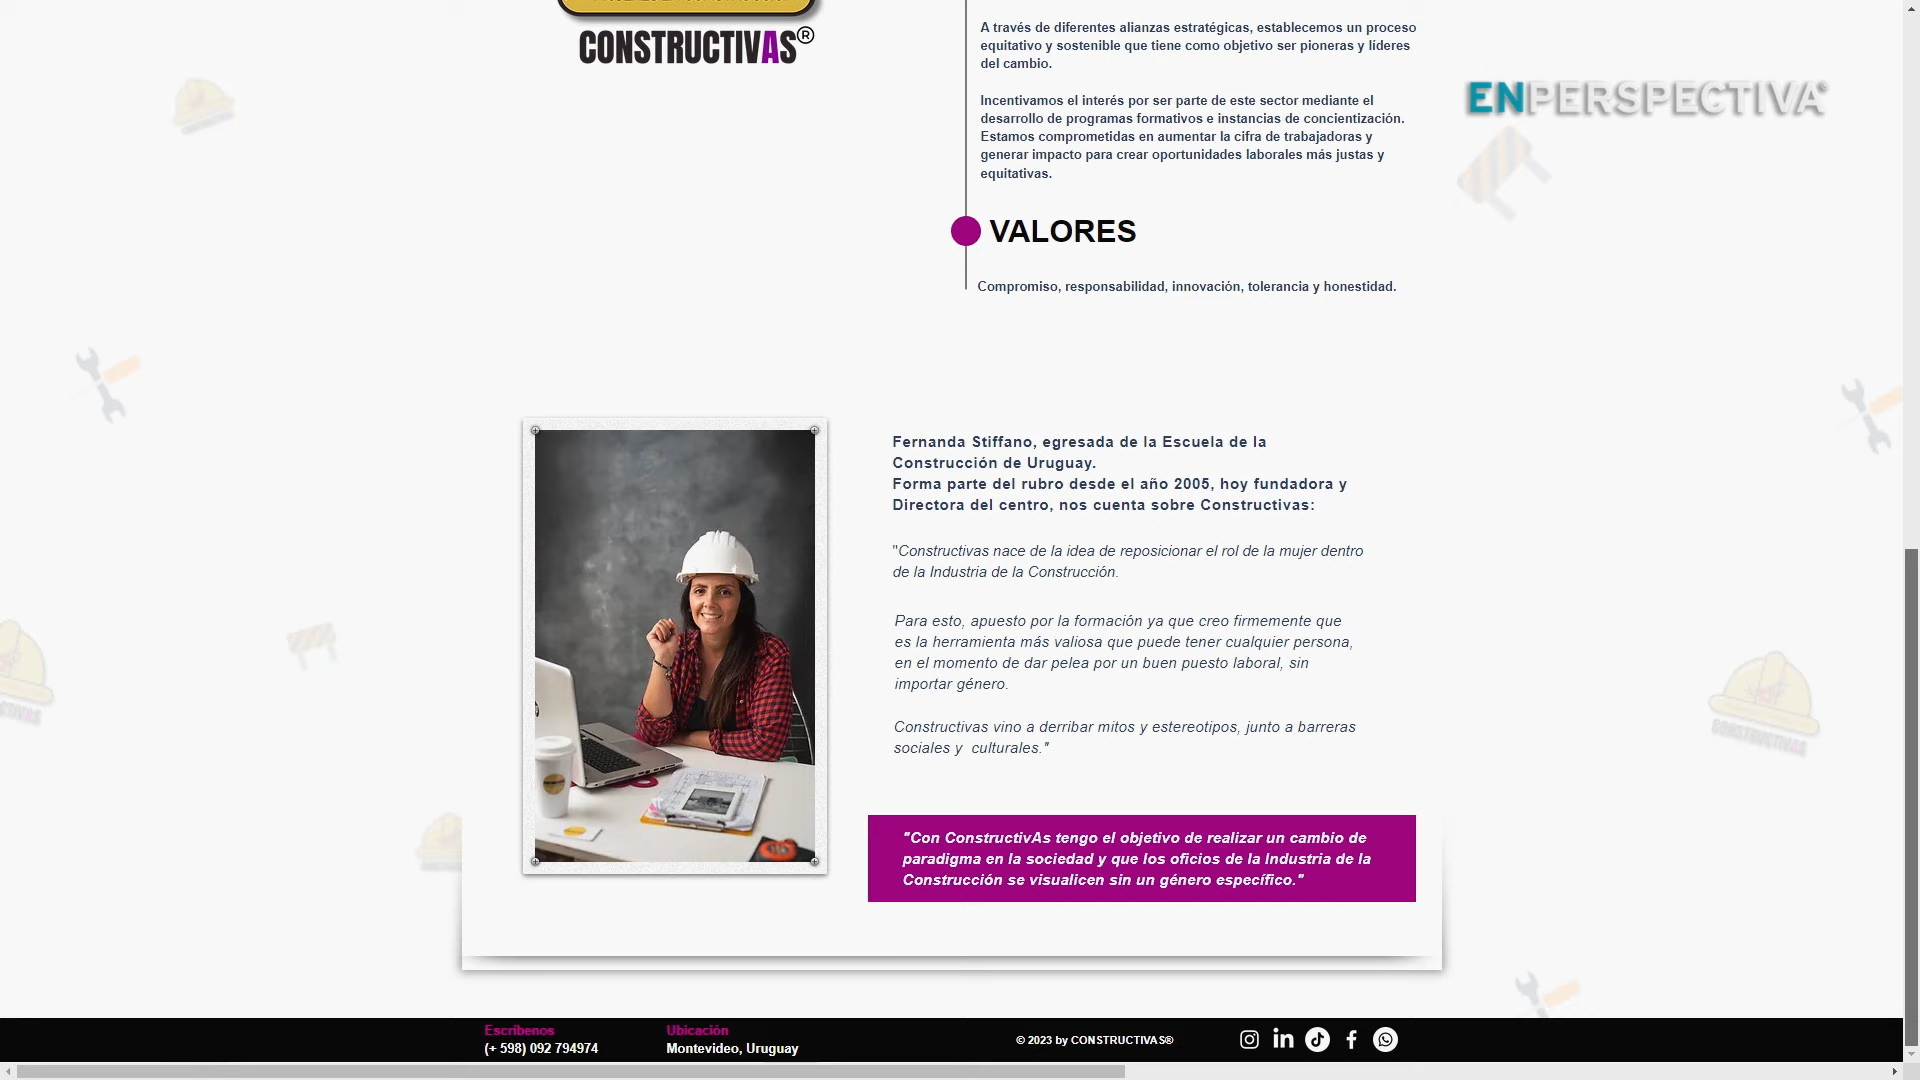 CONSTRUCTIVAS®
A través de diferentes alianzas estratégicas, establecemos un proceso
equitativo y sostenible que tiene como objetivo ser pioneras y líderes
del cambio.
Incentivamos el interés por ser parte de este sector mediante el
desarrollo de programas formativos e instancias de concientización.
Estamos comprometidas en aumentar la cifra de trabajadoras y
generar impacto para crear oportunidades laborales más justas y
equitativas.
ENPERSPECTIVA®
VALORES
Compromiso, responsabilidad, innovación, tolerancia y honestidad.
Fernanda Stiffano, egresada de la Escuela de la
Construcción de Uruguay.
Forma parte del rubro desde el año 2005, hoy fundadora y
Directora del centro, nos cuenta sobre Constructivas:
"Constructivas nace de la idea de reposicionar el rol de la mujer dentro
de la Industria de la Construcción.
Para esto, apuesto por la formación ya que creo firmemente que
es la herramienta más valiosa que puede tener cualquier persona,
en el momento de dar pelea por un buen puesto laboral, sin
importar género.
Constructivas vino a derribar mitos y estereotipos, junto a barreras
sociales y  culturales."
"Con ConstructivAs tengo el objetivo de realizar un cambio de
paradigma en la sociedad y que los oficios de la Industria de la
Construcción se visualicen sin un género específico."
CONSTRUCTIVAS
Escríbenos
(+ 598) 092 794974
Ubicación
Montevideo, Uruguay
© 2023 by CONSTRUCTIVAS®